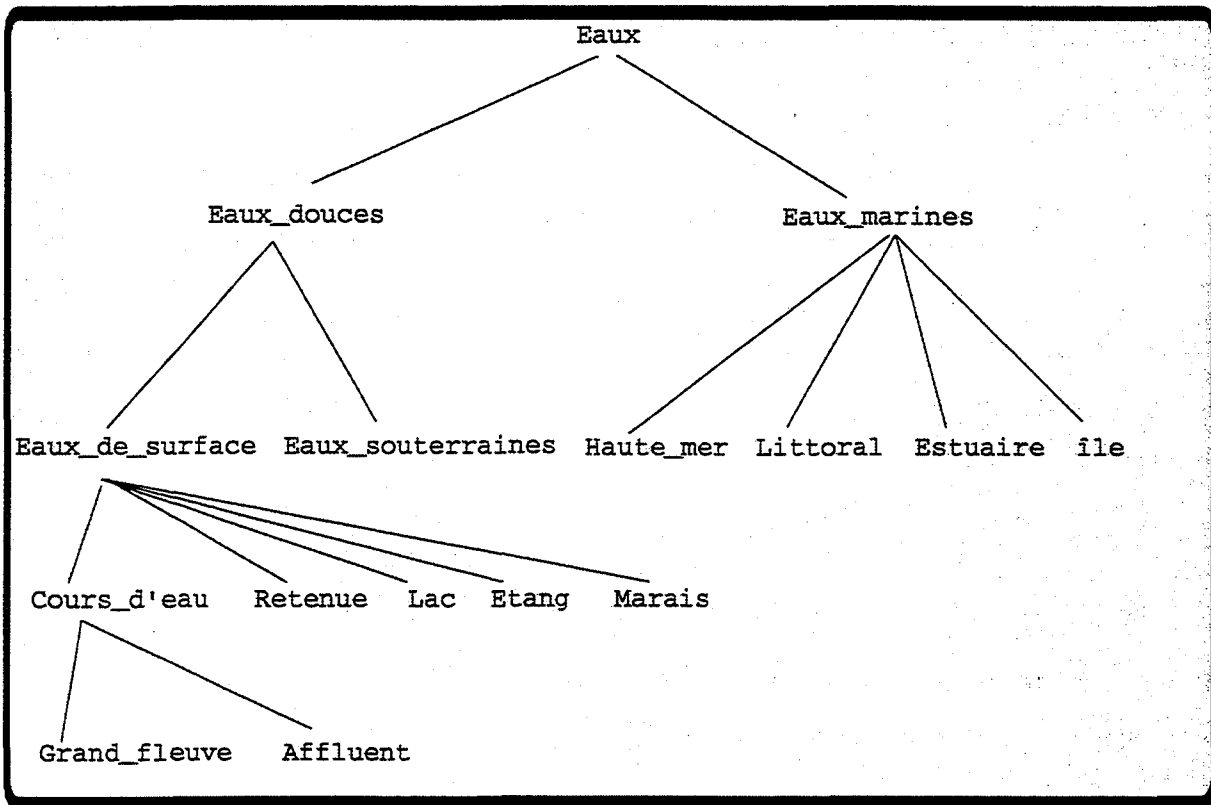 Eaux
Eaux_douces Eaux_marines
Eaux_de_surface Eaux_souterraines Haute_mer Littoral Estuaire île
Cours_d'eau Retenue Lac Etang Marais
Grand_fleuve Affluent